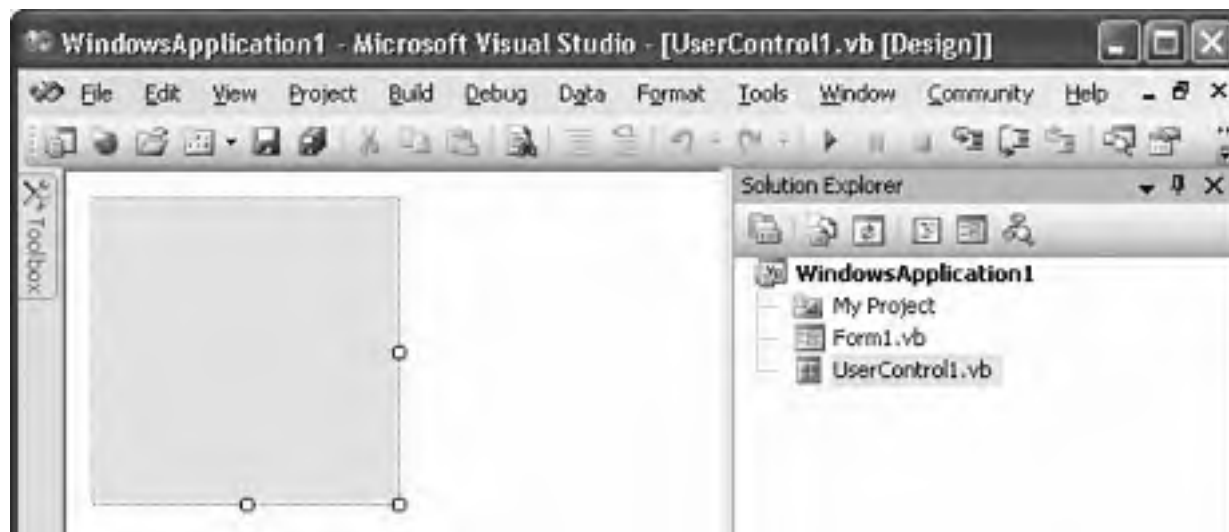 WindowsApplication1 - Microsoft Visual Studio - [UserControl1.vb [Design]]
File Edit View Project Build Debug Data Format Tools Window Community Help
Toolbox
Solution Explorer
WindowsApplication1
My Project
Form1.vb
UserControl1.vb